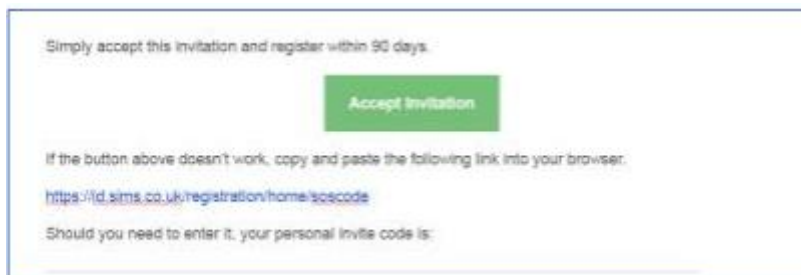 Simply accept this invitation and register within 90 days.
Accept Invitation
If the button above doesn't work, copy and paste the following link into your browser.
https://id.sims.co.uk/registration/home/soscode
Should you need to enter it, your personal invite code is: